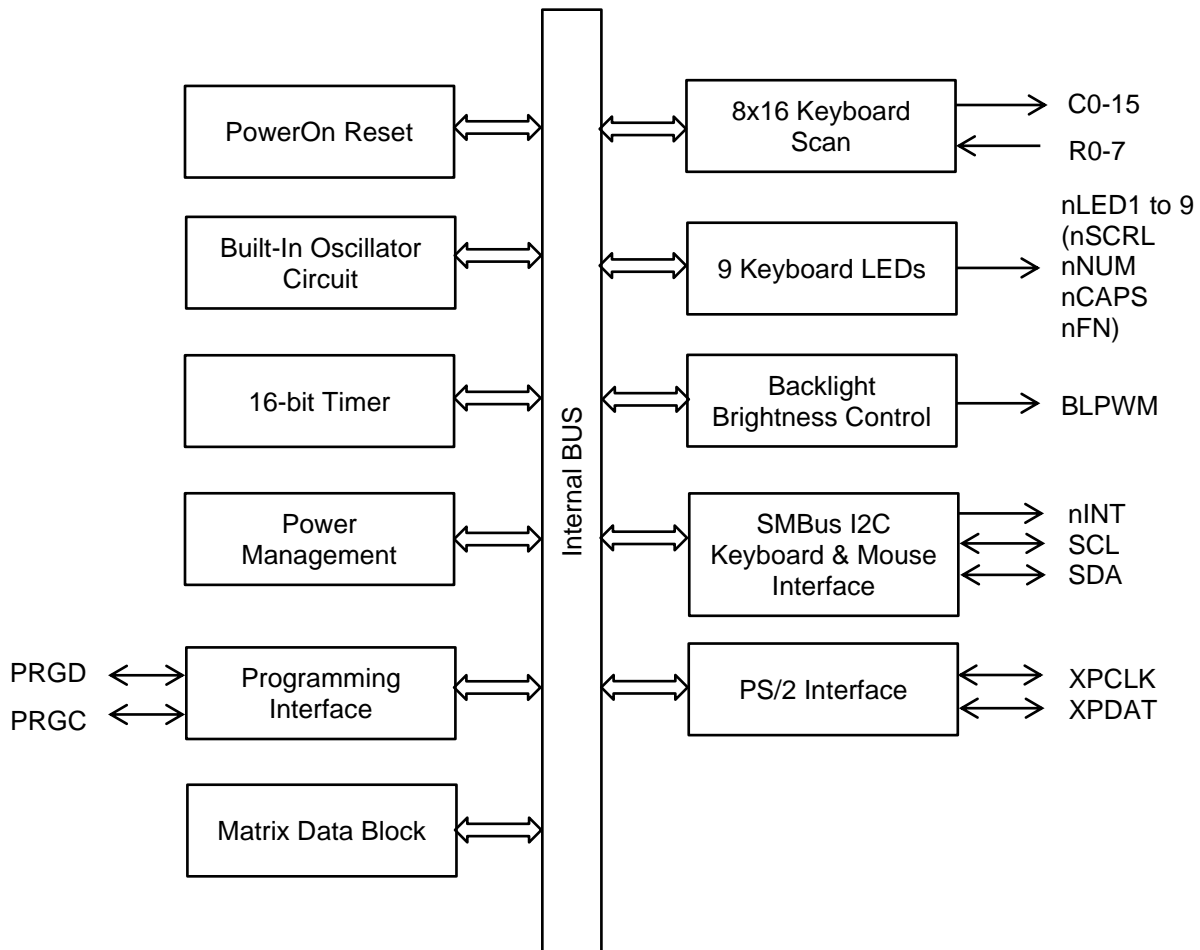 PowerOn Reset
Built-In Oscillator
Circuit
16-bit Timer
Power
Management
PRGD
PRGC
Programming
Interface
Matrix Data Block
Internal BUS
8x16 Keyboard
Scan
C0-15
R0-7
9 Keyboard LEDs
nLED1 to 9
(nSCRL
nNUM
nCAPS
nFN)
Backlight
Brightness Control
BLPWM
SMBus I2C
Keyboard & Mouse
Interface
nINT
SCL
SDA
PS/2 Interface
XPCLK
XPDAT